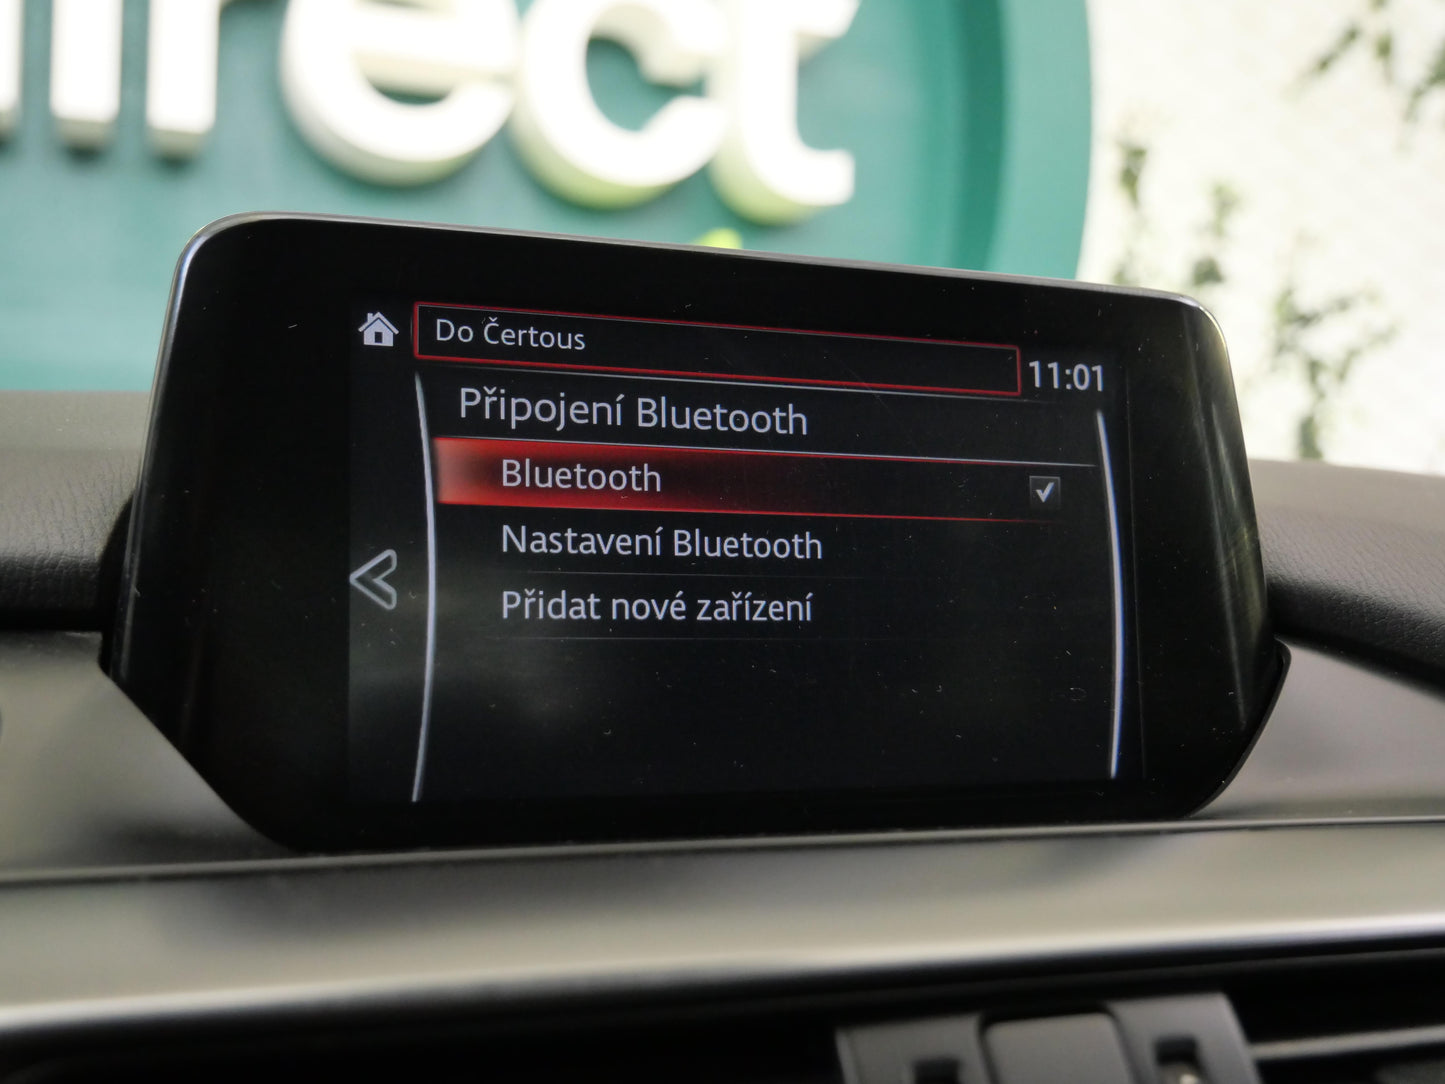 irect
Do Čertous
11:01
Připojení Bluetooth
Bluetooth
Nastavení Bluetooth
Přidat nové zařízení